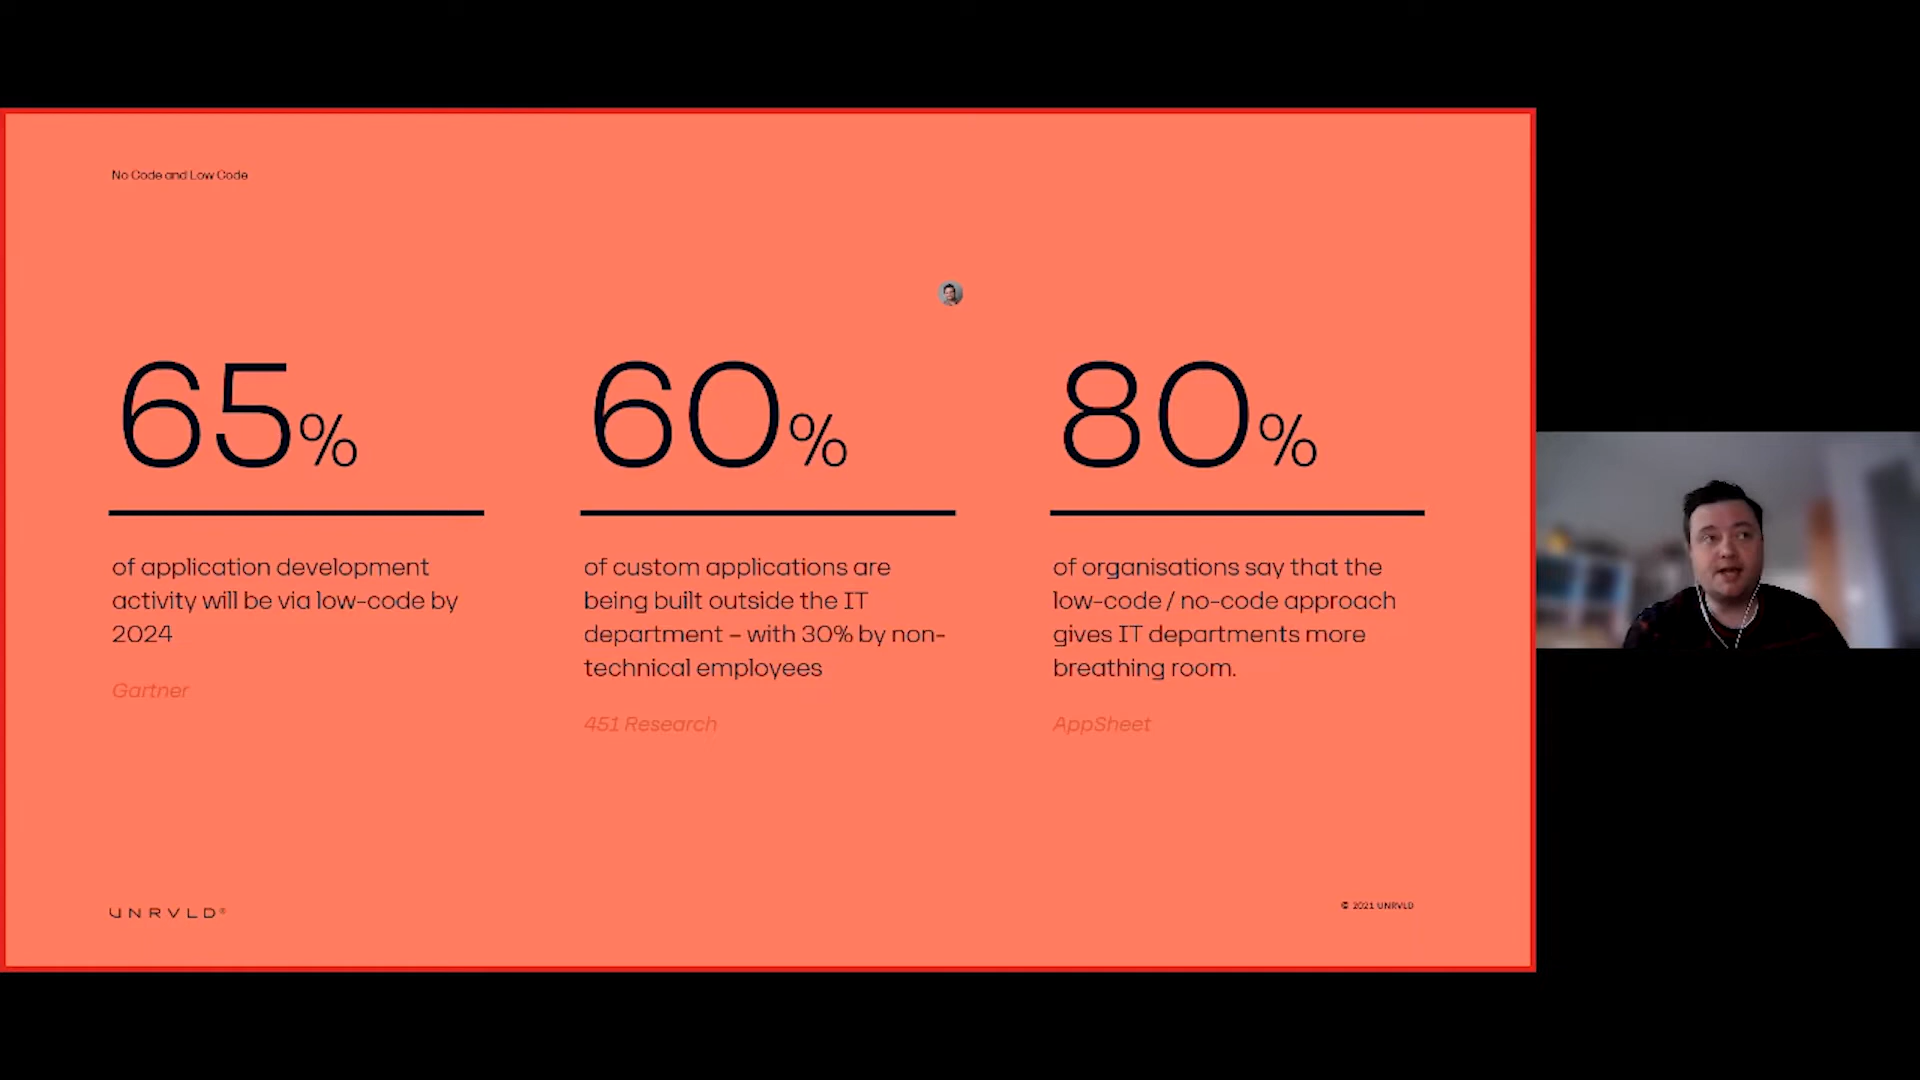 No Code and Low Code
65%
of application development
activity will be via low-code by
2024
Gartner
60%
of custom applications are
being built outside the IT
department – with 30% by non-
technical employees
451 Research
80%
of organisations say that the
low-code / no-code approach
gives IT departments more
breathing room.
AppSheet
UNRVLD®
© 2021 UNRVLD